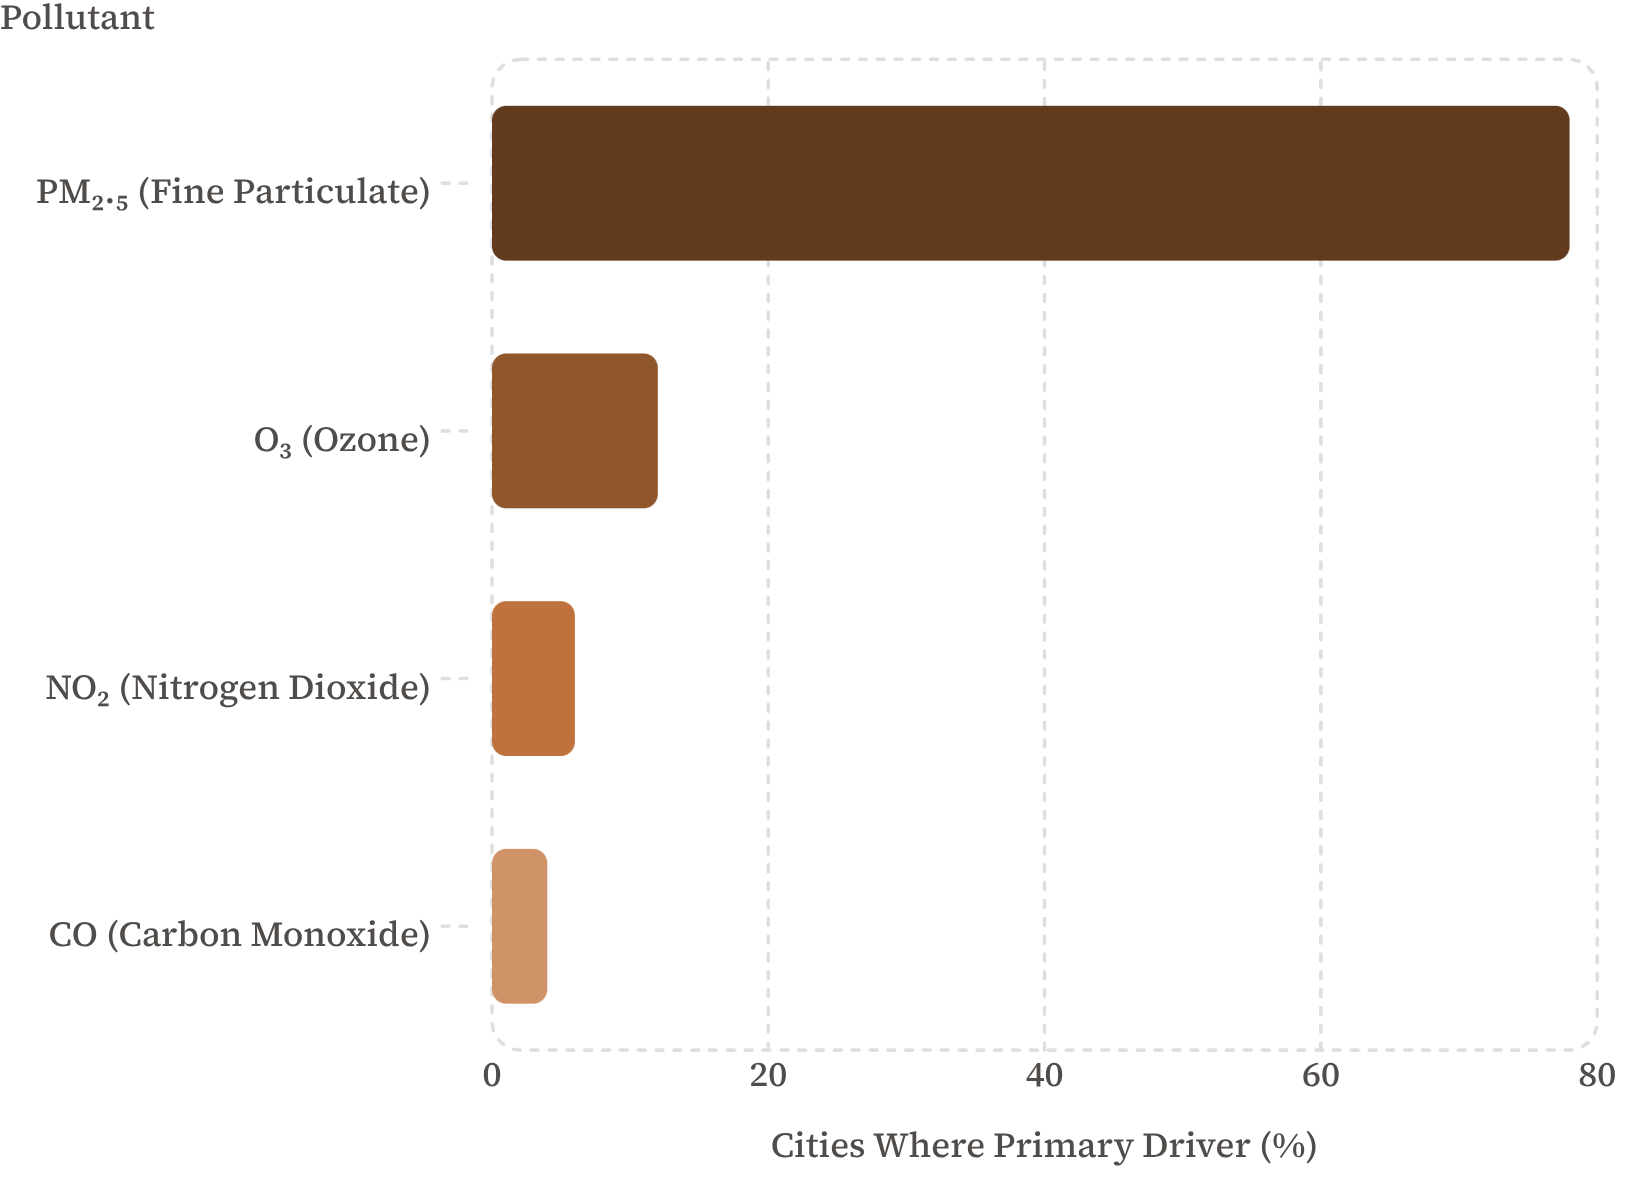 Pollutant
PM₂.₅ (Fine Particulate)
O₃ (Ozone)
NO₂ (Nitrogen Dioxide)
CO (Carbon Monoxide)
0 20 40 60 80
Cities Where Primary Driver (%)